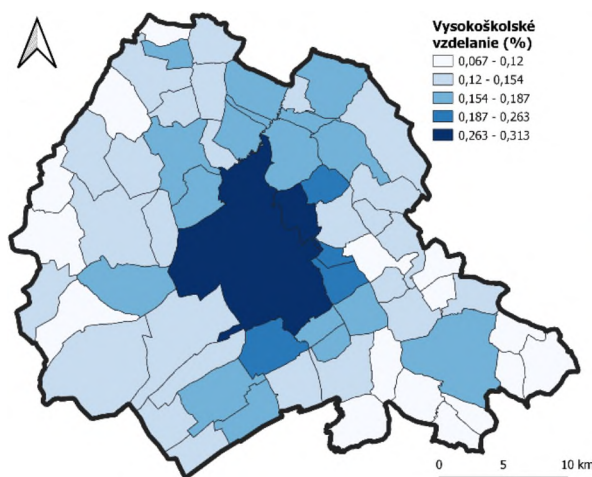 Vysokoškolské
vzdelanie (%)
0,067 - 0,12
0,12 - 0,154
0,154 - 0,187
0,187 - 0,263
0,263 - 0,313
0 5 10 km